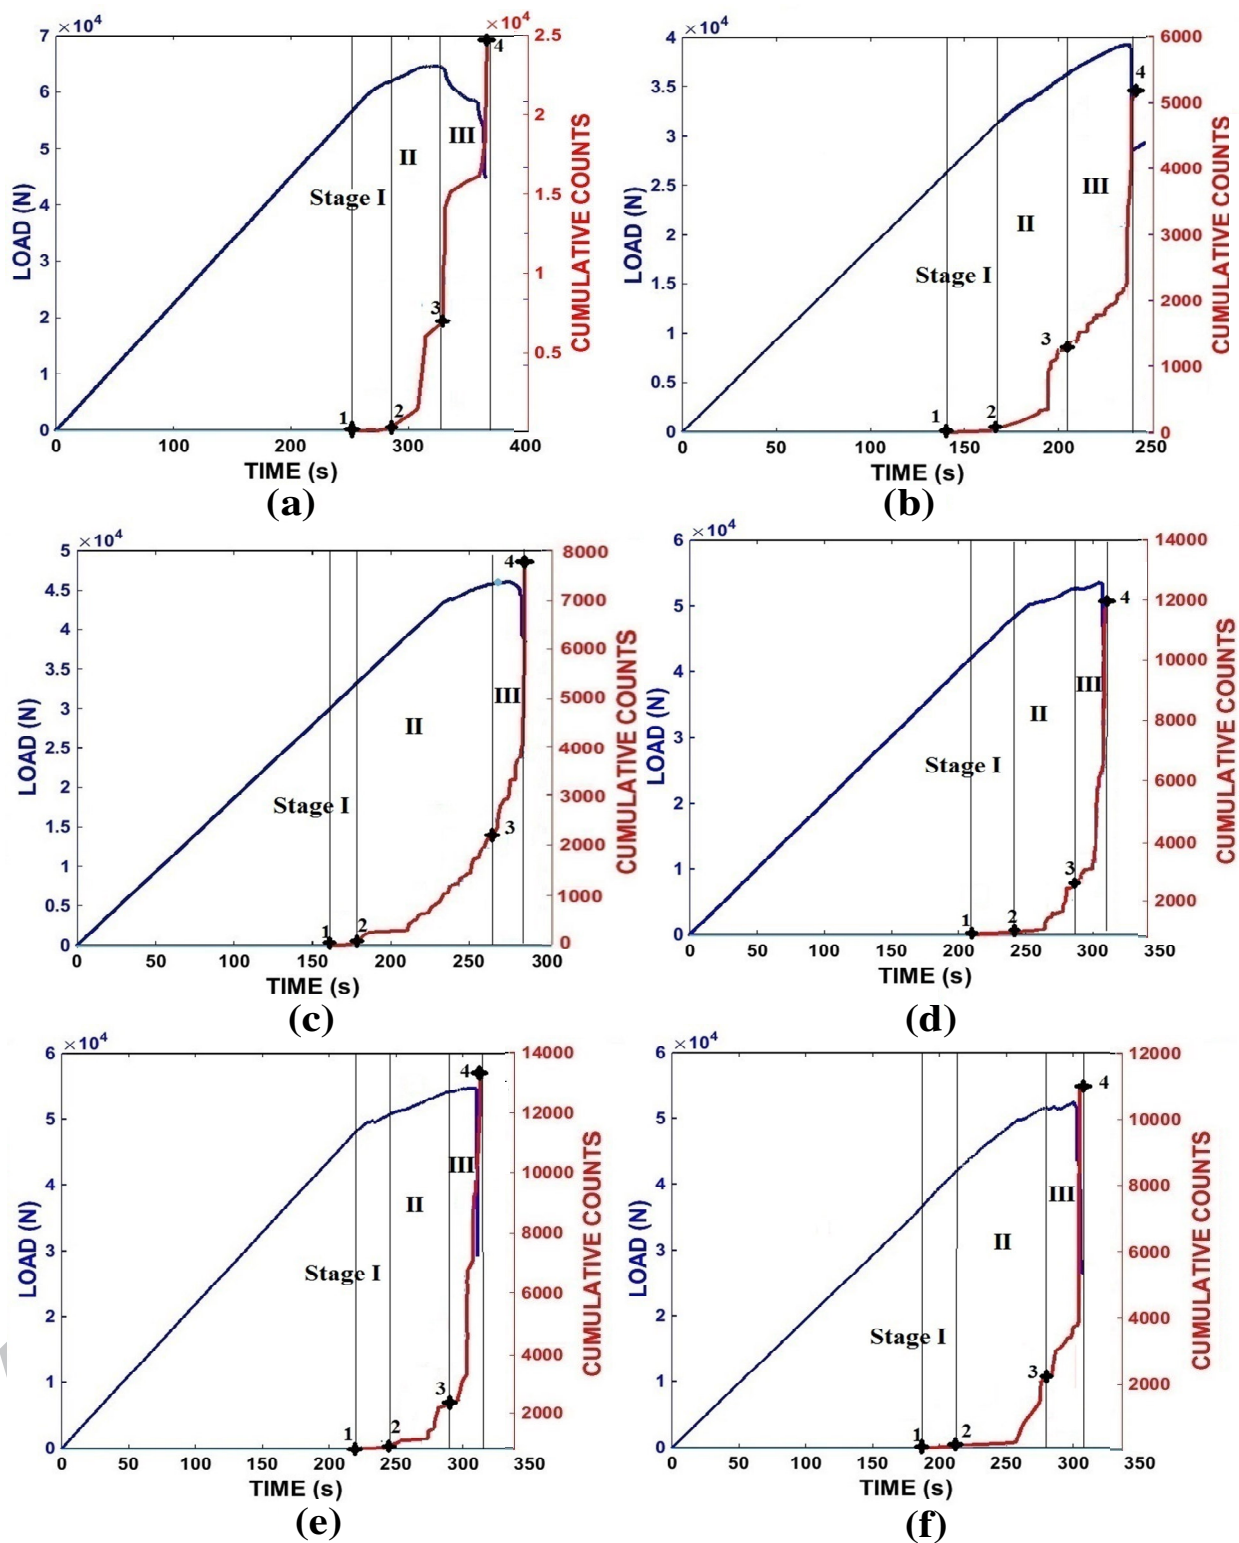 ×10⁴ ×10⁴
7 2.5
4
6 2
III
II
5
Stage I 1.5
4
3 1
3
2
0.5
1
1 2
0
0 100 200 300 400
TIME (s)
LOAD (N)
CUMULATIVE COUNTS
(a)
×10⁴
4 6000
4
3.5 5000
3 4000
III
2.5
II
2 3000
Stage I
1.5 2000
3
1 1000
0.5
1 2
0 0
0 50 100 150 200 250
TIME (s)
LOAD (N)
CUMULATIVE COUNTS
(b)
×10⁴
5 8000
4
4.5 7000
4 6000
3.5
III 5000
3
II
2.5 4000
2
Stage I 3000
1.5 3
2000
1
1000
0.5
1 2
0 0
0 50 100 150 200 250 300
TIME (s)
LOAD (N)
CUMULATIVE COUNTS
(c)
×10⁴
6 14000
5 12000
4
4 10000
III
II
3 8000
Stage I
2 6000
4000
1 3
2000
1 2
0
0 50 100 150 200 250 300 350
TIME (s)
LOAD (N)
CUMULATIVE COUNTS
(d)
×10⁴
6 14000
4
5 12000
III 10000
4
II
3 8000
Stage I
2 6000
4000
1 3
2000
1 2
0
0 50 100 150 200 250 300 350
TIME (s)
LOAD (N)
CUMULATIVE COUNTS
(e)
×10⁴
6 12000
4
5 10000
4 III 8000
II
3 6000
Stage I
2 4000
3
1 2000
1 2
0
0 50 100 150 200 250 300 350
TIME (s)
LOAD (N)
CUMULATIVE COUNTS
(f)